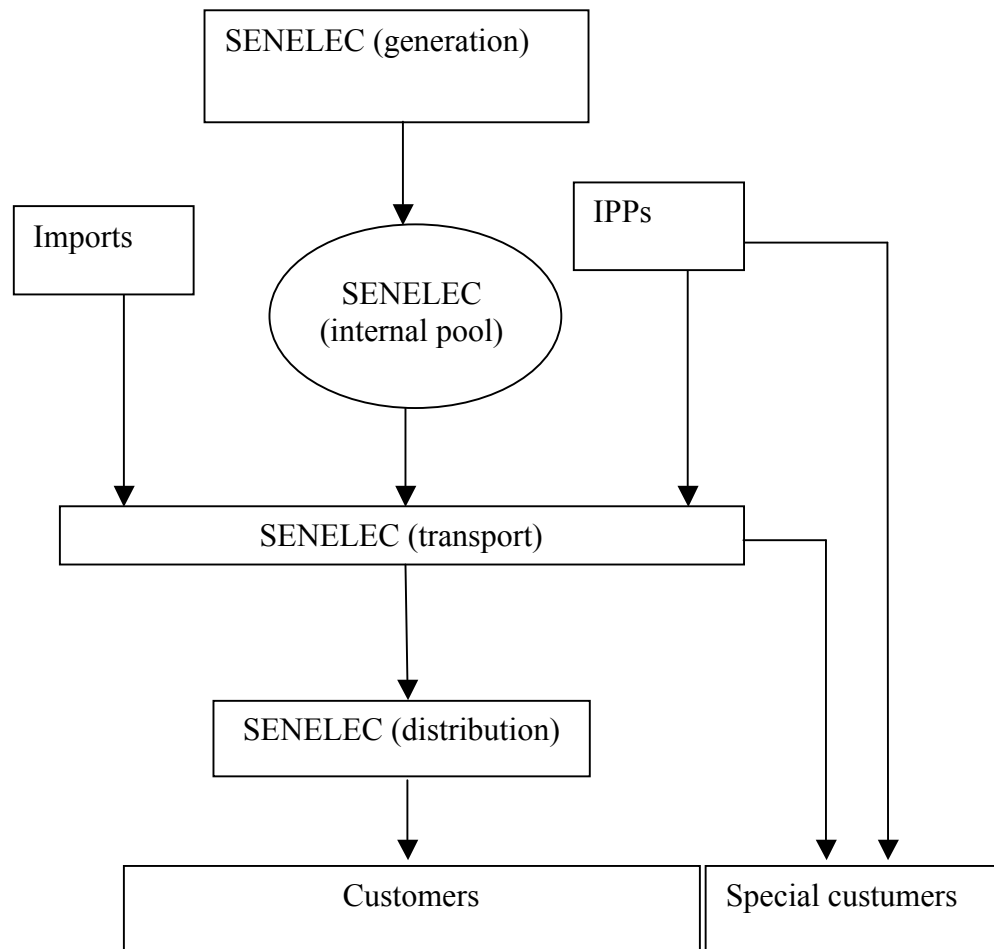 SENELEC (generation)
Imports
IPPs
SENELEC
(internal pool)
SENELEC (transport)
SENELEC (distribution)
Customers
Special custumers